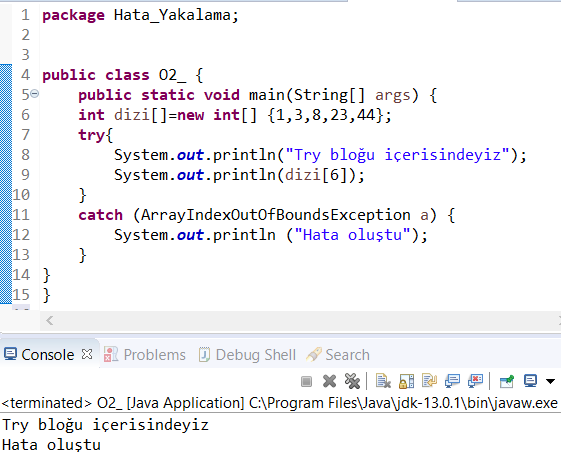 1 package Hata_Yakalama;
2
3
4 public class O2_ {
5 public static void main(String[] args) {
6 int dizi[]=new int[] {1,3,8,23,44};
7 try{
8 System.out.println("Try bloğu içerisindeyiz");
9 System.out.println(dizi[6]);
10 }
11 catch (ArrayIndexOutOfBoundsException a) {
12 System.out.println ("Hata oluştu");
13 }
14 }
15 }
Console Problems Debug Shell Search
<terminated> O2_ [Java Application] C:\Program Files\Java\jdk-13.0.1\bin\javaw.exe
Try bloğu içerisindeyiz
Hata oluştu